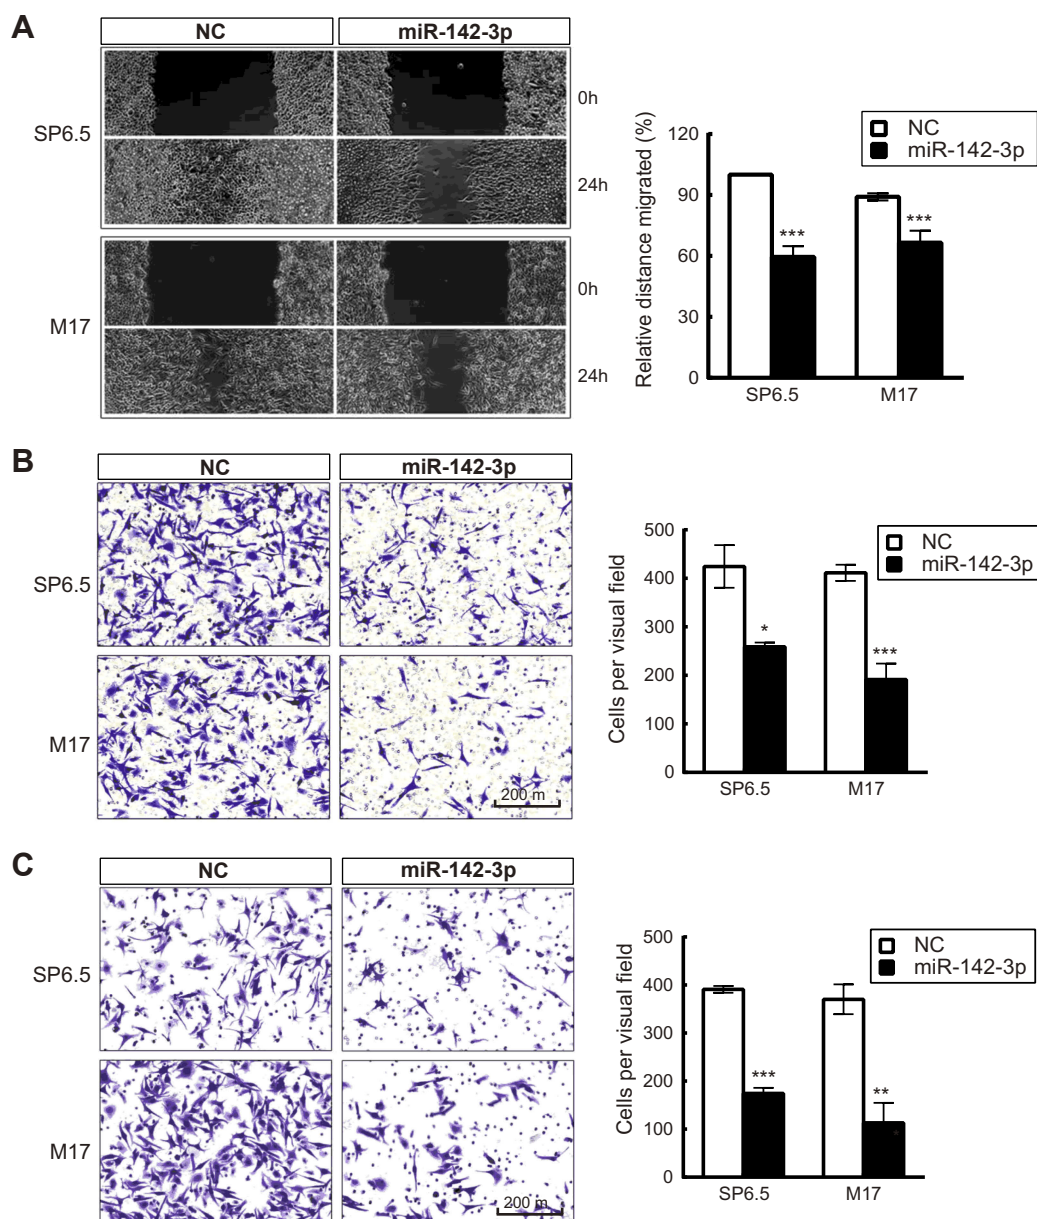 A
NC
miR-142-3p
SP6.5
0h
24h
M17
0h
24h
Relative distance migrated (%)
120
90
60
30
0
NC
miR-142-3p
***
***
SP6.5
M17
B
NC
miR-142-3p
SP6.5
M17
200 m
Cells per visual field
500
400
300
200
100
0
NC
miR-142-3p
*
***
SP6.5
M17
C
NC
miR-142-3p
SP6.5
M17
200 m
Cells per visual field
500
400
300
200
100
0
NC
miR-142-3p
***
**
SP6.5
M17